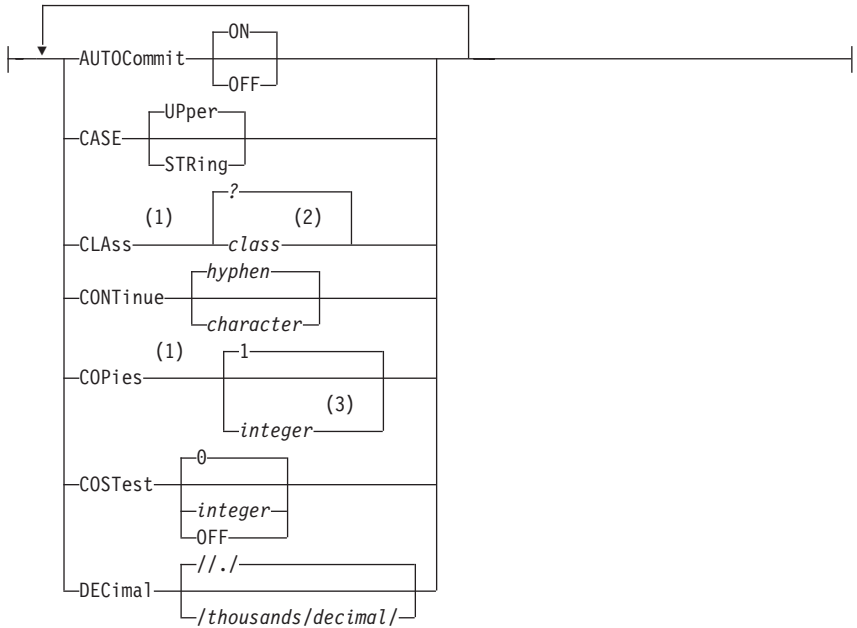 ON
AUTOCommit
OFF
UPper
CASE
STRing
?
(1) (2)
CLAss class
hyphen
CONTinue
character
(1)
1
COPies
(3)
integer
0
COSTest
integer
OFF
//./
DECimal
/thousands/decimal/